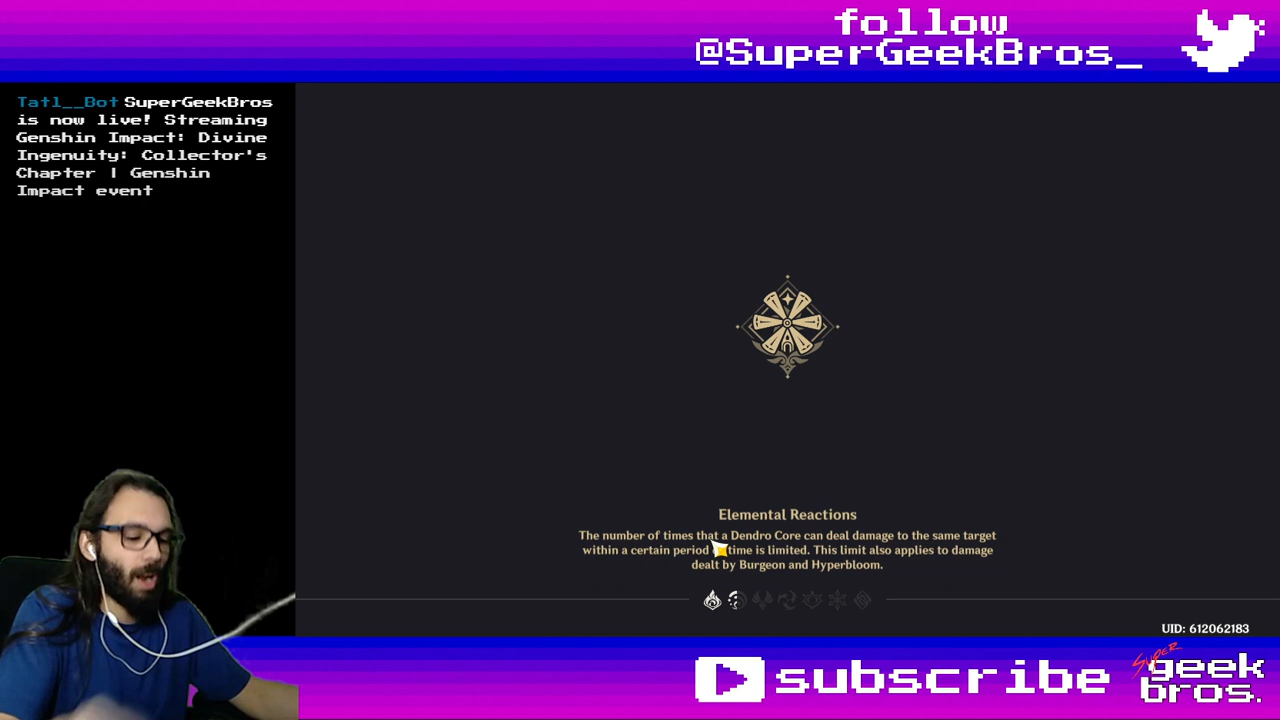 follow
@SuperGeekBros_
Tatl__Bot SuperGeekBros
is now live! Streaming
Genshin Impact: Divine
Ingenuity: Collector's
Chapter | Genshin
Impact event
Elemental Reactions
The number of times that a Dendro Core can deal damage to the same target
within a certain period time is limited. This limit also applies to damage
dealt by Burgeon and Hyperbloom.
UID: 612062183
subscribe
SUPER
geek
bros.